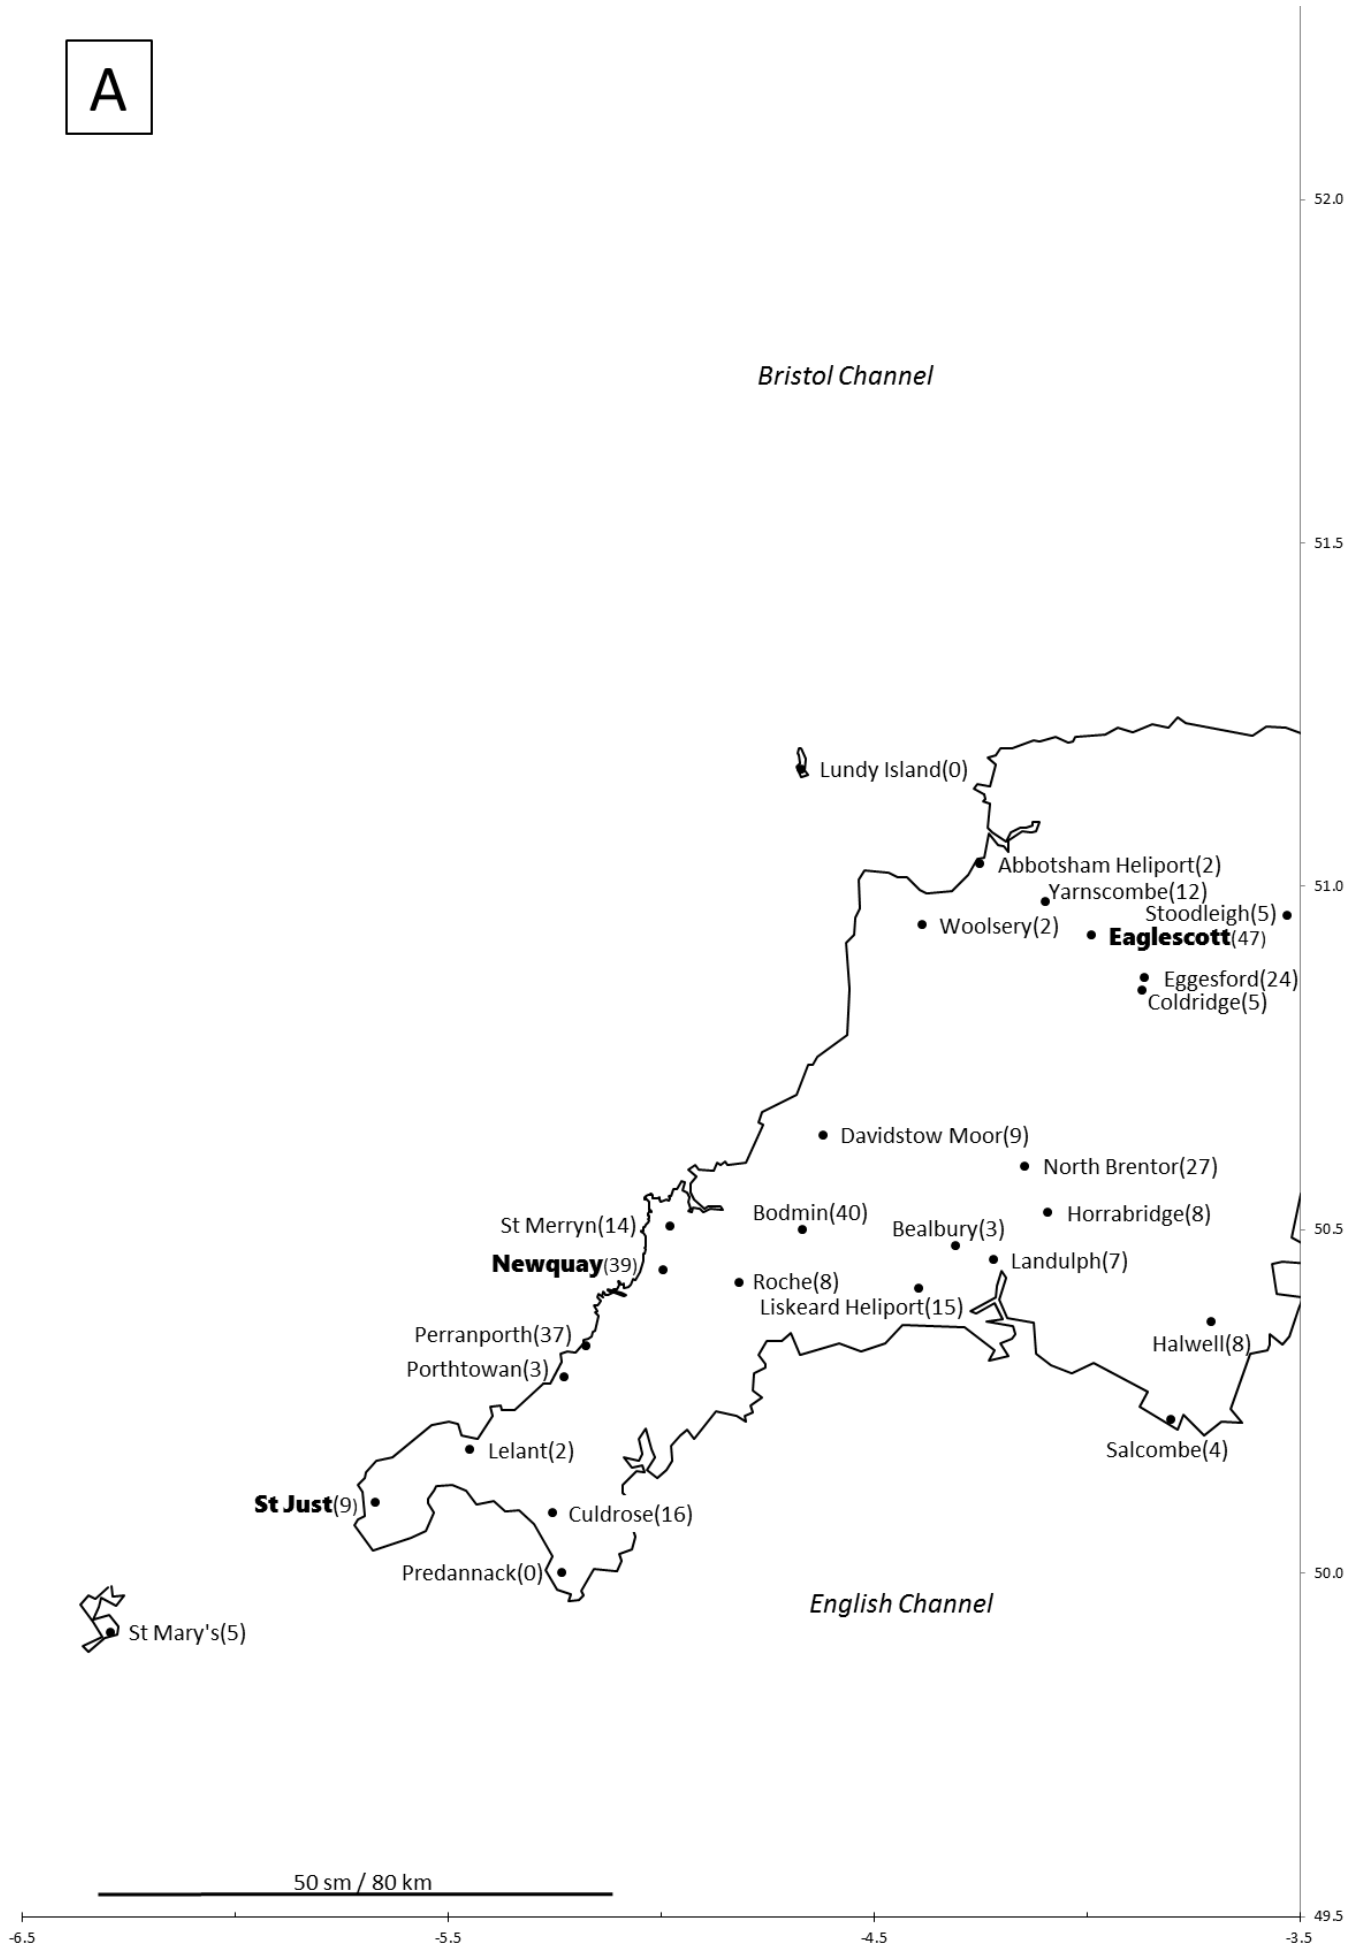 A
52.0
Bristol Channel
51.5
Lundy Island(0)
Abbotsham Heliport(2)
51.0
Yarnscombe(12)
Stoodleigh(5)
Woolsery(2)
Eaglescott(47)
Eggesford(24)
Coldridge(5)
Davidstow Moor(9)
North Brentor(27)
Bodmin(40)
Horrabridge(8)
St Merryn(14)
Bealbury(3)
50.5
Landulph(7)
Newquay(39)
Roche(8)
Liskeard Heliport(15)
Perranporth(37)
Halwell(8)
Porthtowan(3)
Lelant(2)
Salcombe(4)
St Just(9)
Culdrose(16)
Predannack(0)
50.0
English Channel
St Mary's(5)
50 sm / 80 km
49.5
-6.5
-5.5
-4.5
-3.5